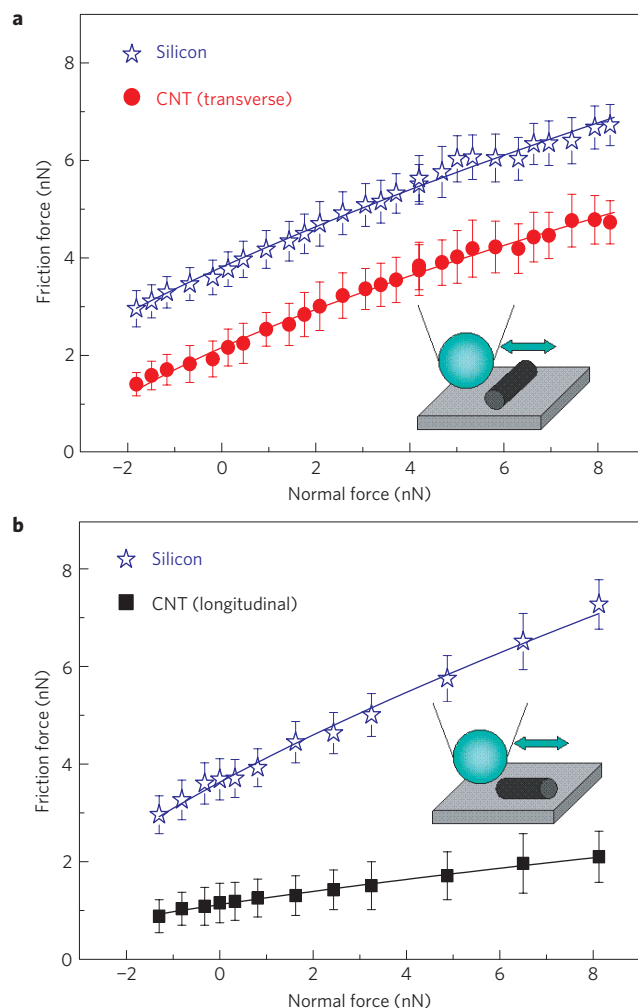 a
8
6
4
2
0
Friction force (nN)
Silicon
CNT (transverse)
−2 0 2 4 6 8
Normal force (nN)
b
8
6
4
2
0
Friction force (nN)
Silicon
CNT (longitudinal)
−2 0 2 4 6 8
Normal force (nN)